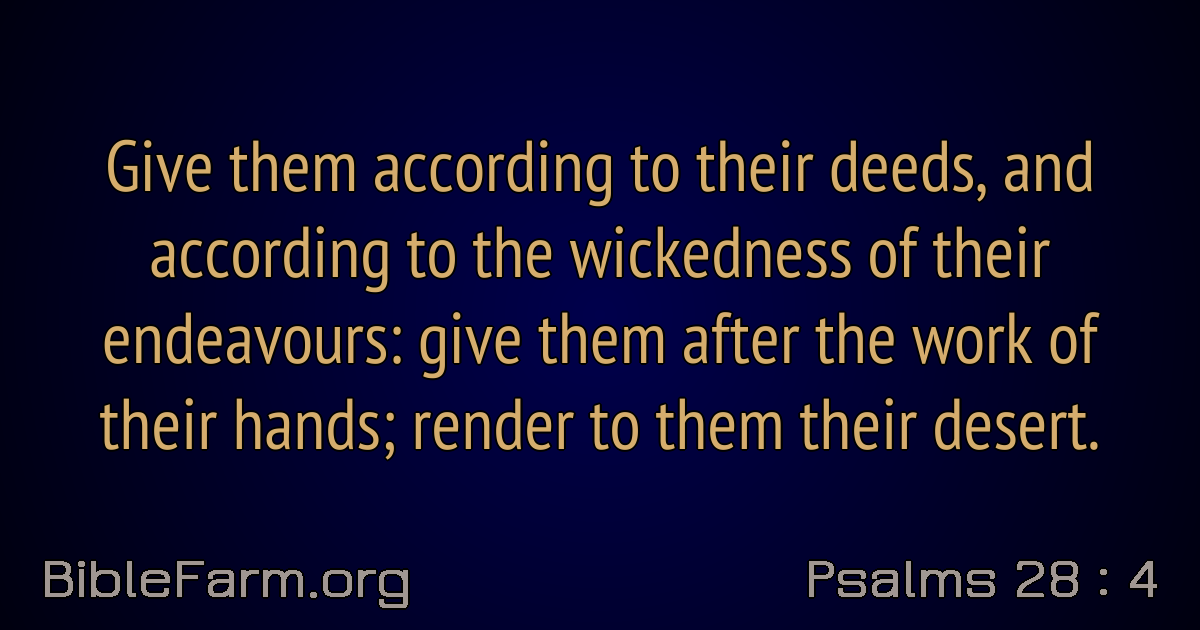 Give them according to their deeds, and
according to the wickedness of their
endeavours: give them after the work of
their hands; render to them their desert.
BibleFarm.org
Psalms 28 : 4